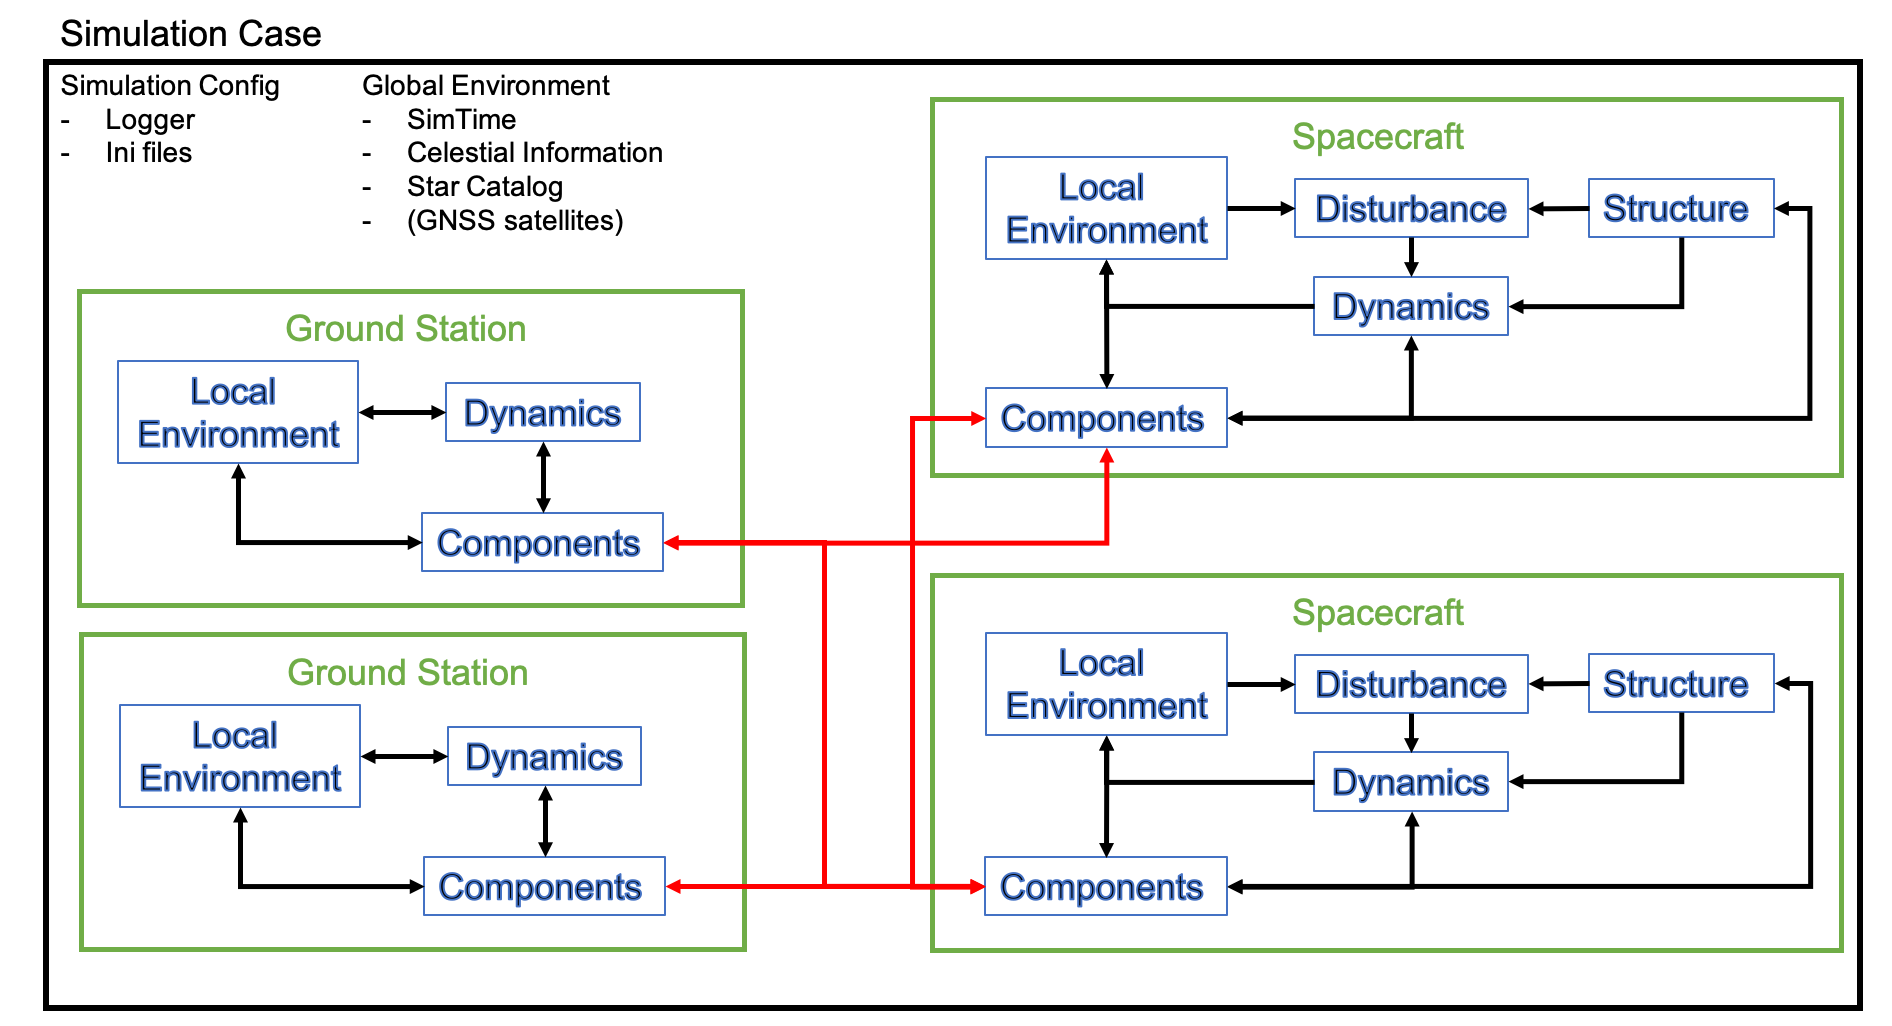 Simulation Case
Simulation Config
- Logger
- Ini files
Global Environment
- SimTime
- Celestial Information
- Star Catalog
- (GNSS satellites)
Ground Station
Local
Environment
Dynamics
Components
Ground Station
Local
Environment
Dynamics
Components
Spacecraft
Local
Environment
Disturbance
Structure
Dynamics
Components
Spacecraft
Local
Environment
Disturbance
Structure
Dynamics
Components